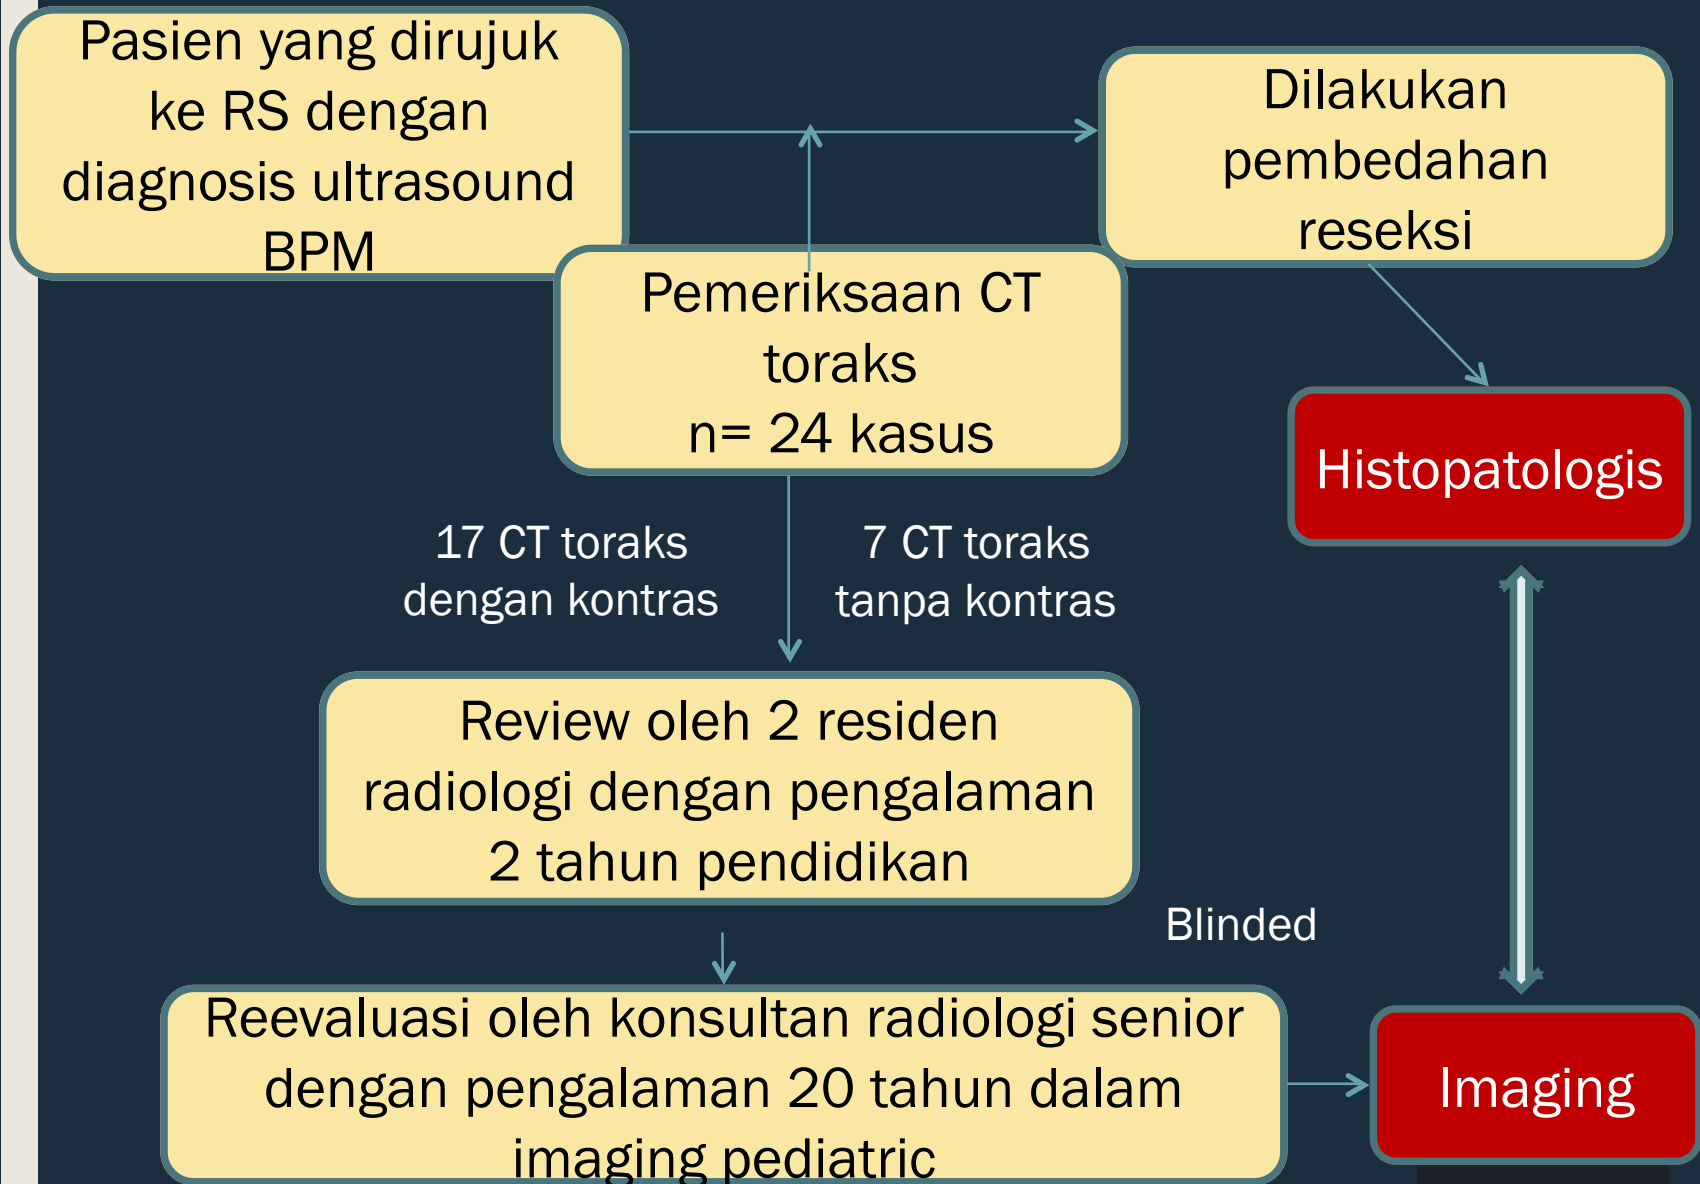 Pasien yang dirujuk
ke RS dengan
diagnosis ultrasound
BPM
Dilakukan
pembedahan
reseksi
Pemeriksaan CT
toraks
n= 24 kasus
Histopatologis
17 CT toraks
dengan kontras
7 CT toraks
tanpa kontras
Review oleh 2 residen
radiologi dengan pengalaman
2 tahun pendidikan
Blinded
Reevaluasi oleh konsultan radiologi senior
dengan pengalaman 20 tahun dalam
imaging pediatric
Imaging